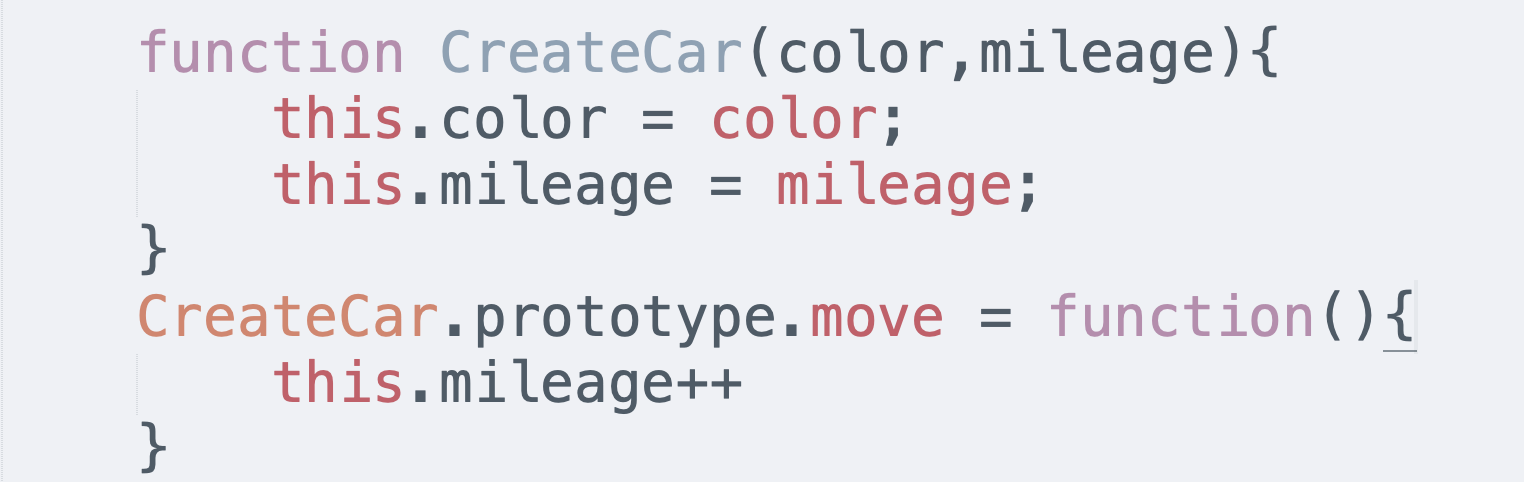 function CreateCar(color,mileage){
    this.color = color;
    this.mileage = mileage;
}
CreateCar.prototype.move = function(){
    this.mileage++
}